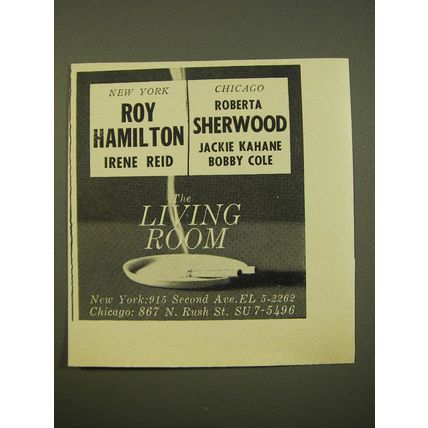 NEW YORK
ROY
HAMILTON
IRENE REID
CHICAGO
ROBERTA
SHERWOOD
JACKIE KAHANE
BOBBY COLE
The
LIVING
ROOM
New York:915 Second Ave.EL 5-2262
Chicago: 867 N. Rush St. SU 7-5496